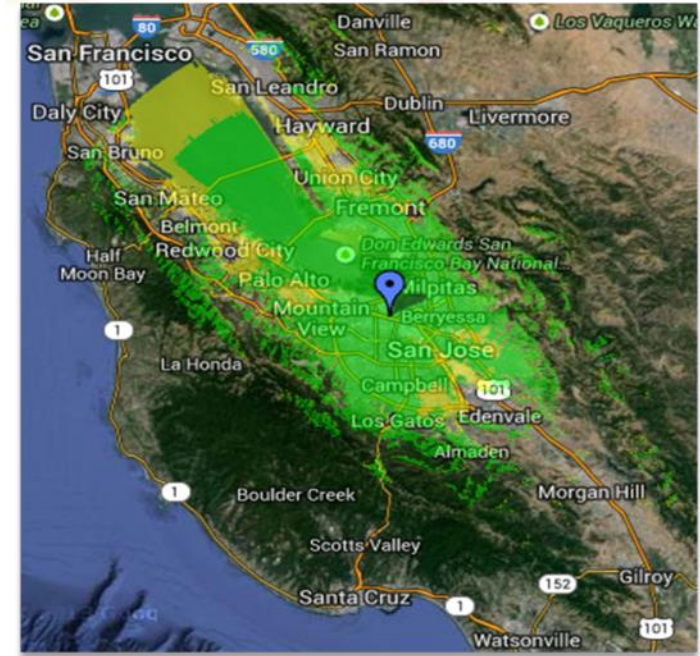 ea
80
Danville
Los Vaqueros Wa
San Francisco
580
San Ramon
101
San Leandro
Dublin
Daly City
Livermore
Hayward
680
San Bruno
Union City
San Mateo
Fremont
Belmont
Don Edwards San
Francisco Bay National...
Half
Moon Bay
Redwood City
Palo Alto
Milpitas
Mountain
View
Berryessa
1
San Jose
La Honda
Campbell
101
Los Gatos
Edenvale
Almaden
1
Boulder Creek
Morgan Hill
Scotts Valley
152
Gilroy
Santa Cruz
1
101
Watsonville